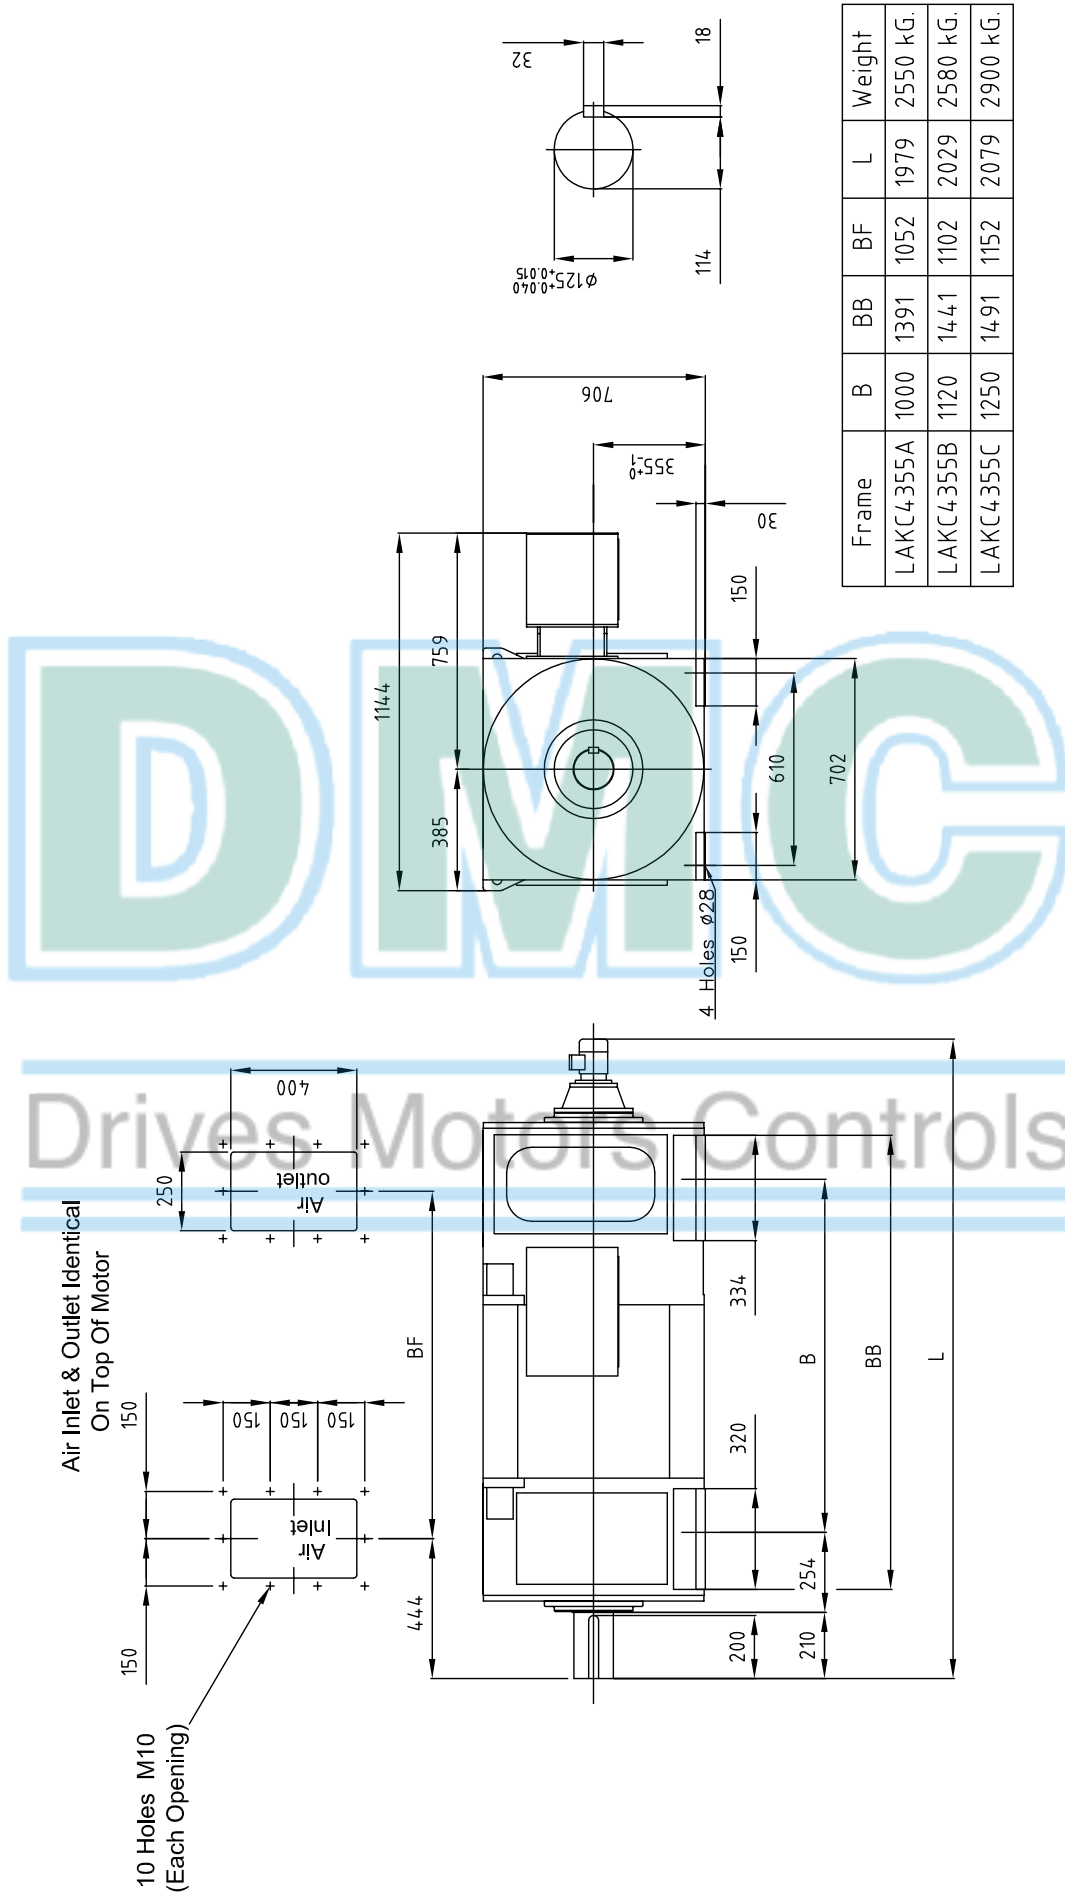 Air Inlet & Outlet Identical
On Top Of Motor
10 Holes M10
(Each Opening)
150
150
150
150
150
Air
Inlet
444
BF
250
400
Air
outlet
200
210
254
320
B
334
BB
L
1144
385
759
706
355 +0 -1
30
150
150
610
702
4 Holes ø28
ø125 +0.040 +0.015
32
18
114
Frame B BB BF L Weight
LAKC4355A 1000 1391 1052 1979 2550 kG.
LAKC4355B 1120 1441 1102 2029 2580 kG.
LAKC4355C 1250 1491 1152 2079 2900 kG.
DMC
Drives Motors Controls